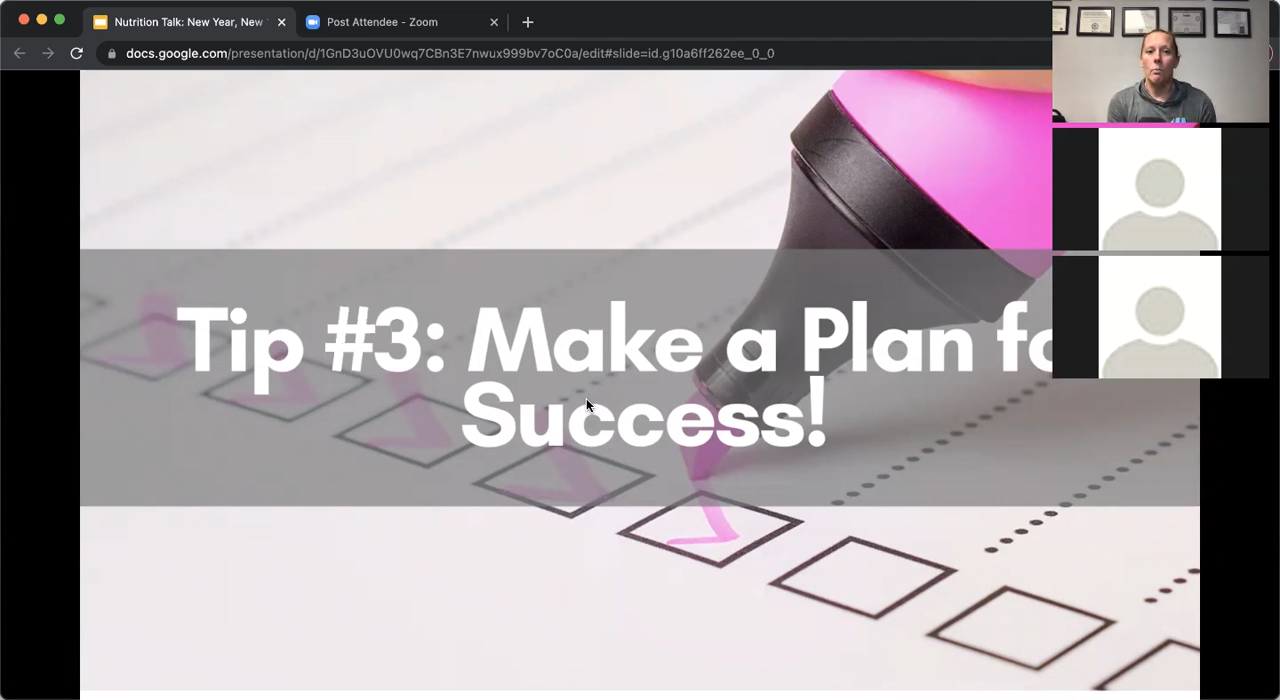 Nutrition Talk: New Year, New
Post Attendee - Zoom
docs.google.com/presentation/d/1GnD3uOVU0wq7CBn3E7nwux999bv7oC0a/edit#slide=id.g10a6ff262ee_0_0
Tip #3: Make a Plan fo
Success!